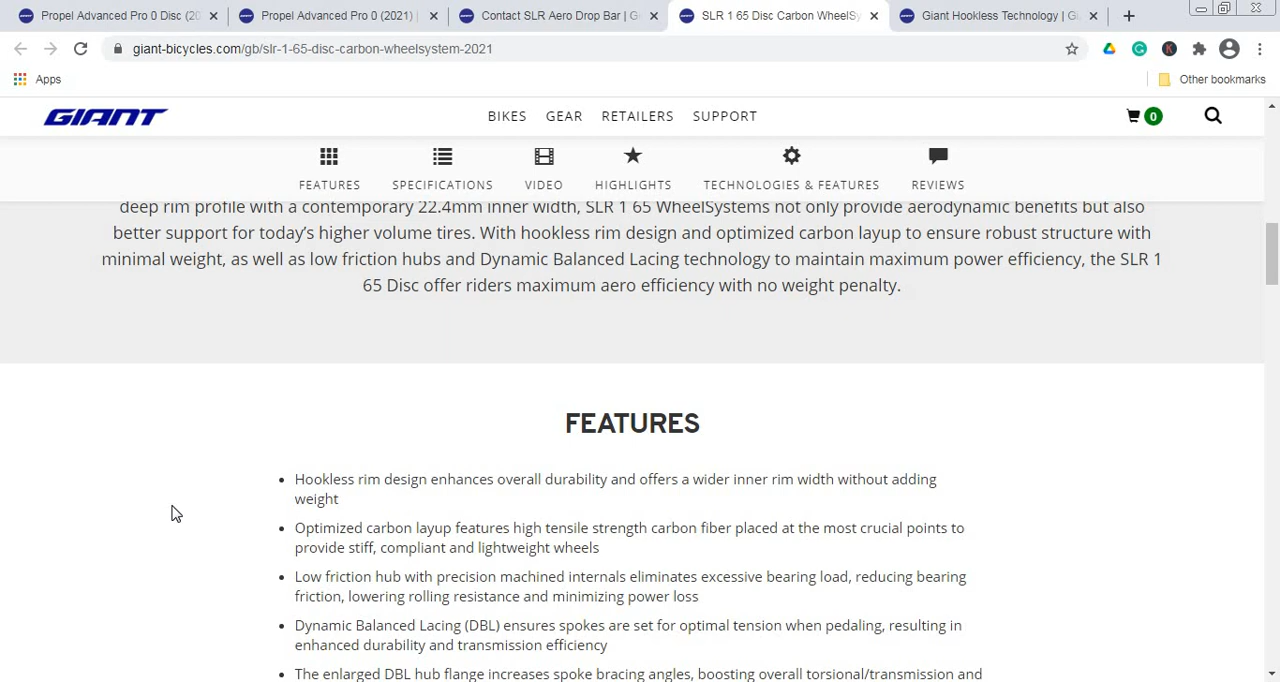 Propel Advanced Pro 0 Disc (20
Propel Advanced Pro 0 (2021) |
Contact SLR Aero Drop Bar | Gi
SLR 1 65 Disc Carbon WheelSy
Giant Hookless Technology | Gi
giant-bicycles.com/gb/slr-1-65-disc-carbon-wheelsystem-2021
K
Apps
Other bookmarks
GIANT
BIKES
GEAR
RETAILERS
SUPPORT
0
FEATURES
SPECIFICATIONS
VIDEO
HIGHLIGHTS
TECHNOLOGIES & FEATURES
REVIEWS
deep rim profile with a contemporary 22.4mm inner width, SLR 1 65 WheelSystems not only provide aerodynamic benefits but also
better support for today’s higher volume tires. With hookless rim design and optimized carbon layup to ensure robust structure with
minimal weight, as well as low friction hubs and Dynamic Balanced Lacing technology to maintain maximum power efficiency, the SLR 1
65 Disc offer riders maximum aero efficiency with no weight penalty.
FEATURES
• Hookless rim design enhances overall durability and offers a wider inner rim width without adding
weight
• Optimized carbon layup features high tensile strength carbon fiber placed at the most crucial points to
provide stiff, compliant and lightweight wheels
• Low friction hub with precision machined internals eliminates excessive bearing load, reducing bearing
friction, lowering rolling resistance and minimizing power loss
• Dynamic Balanced Lacing (DBL) ensures spokes are set for optimal tension when pedaling, resulting in
enhanced durability and transmission efficiency
• The enlarged DBL hub flange increases spoke bracing angles, boosting overall torsional/transmission and